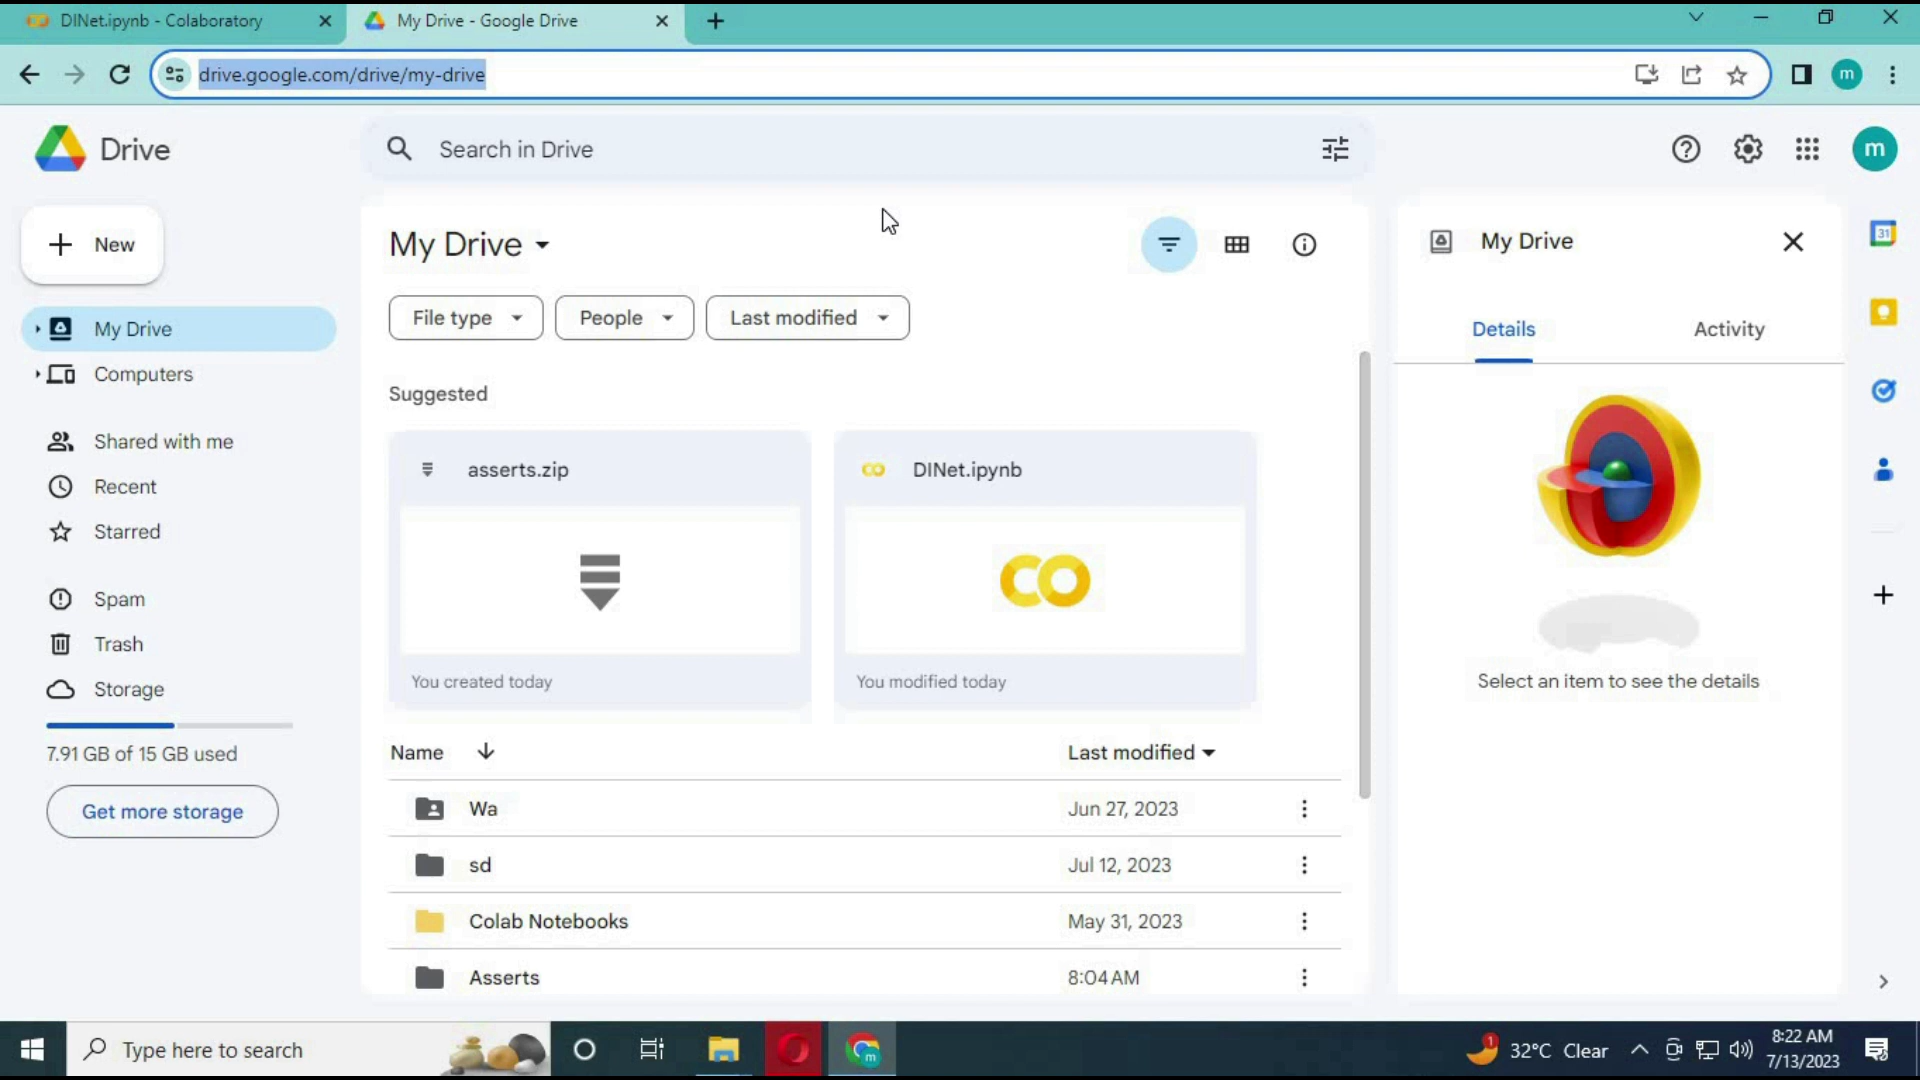 DINet.ipynb - Colaboratory
My Drive - Google Drive
drive.google.com/drive/my-drive
m
Drive
Search in Drive
m
New
My Drive
Computers
Shared with me
Recent
Starred
Spam
Trash
Storage
7.91 GB of 15 GB used
Get more storage
My Drive
File type
People
Last modified
Suggested
asserts.zip
DINet.ipynb
You created today
You modified today
Name
Last modified
Wa
Jun 27, 2023
sd
Jul 12, 2023
Colab Notebooks
May 31, 2023
Asserts
8:04 AM
My Drive
Details
Activity
Select an item to see the details
31
Type here to search
m
1
32°C Clear
8:22 AM
7/13/2023